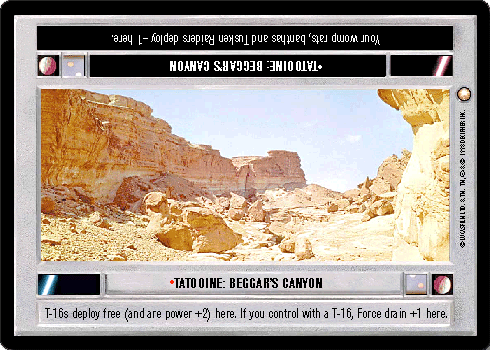 Your womp rats, banthas and Tusken Raiders deploy -1 here.
•TATOOINE: BEGGAR'S CANYON
•TATOOINE: BEGGAR'S CANYON
T-16s deploy free (and are power +2) here. If you control with a T-16, Force drain +1 here.